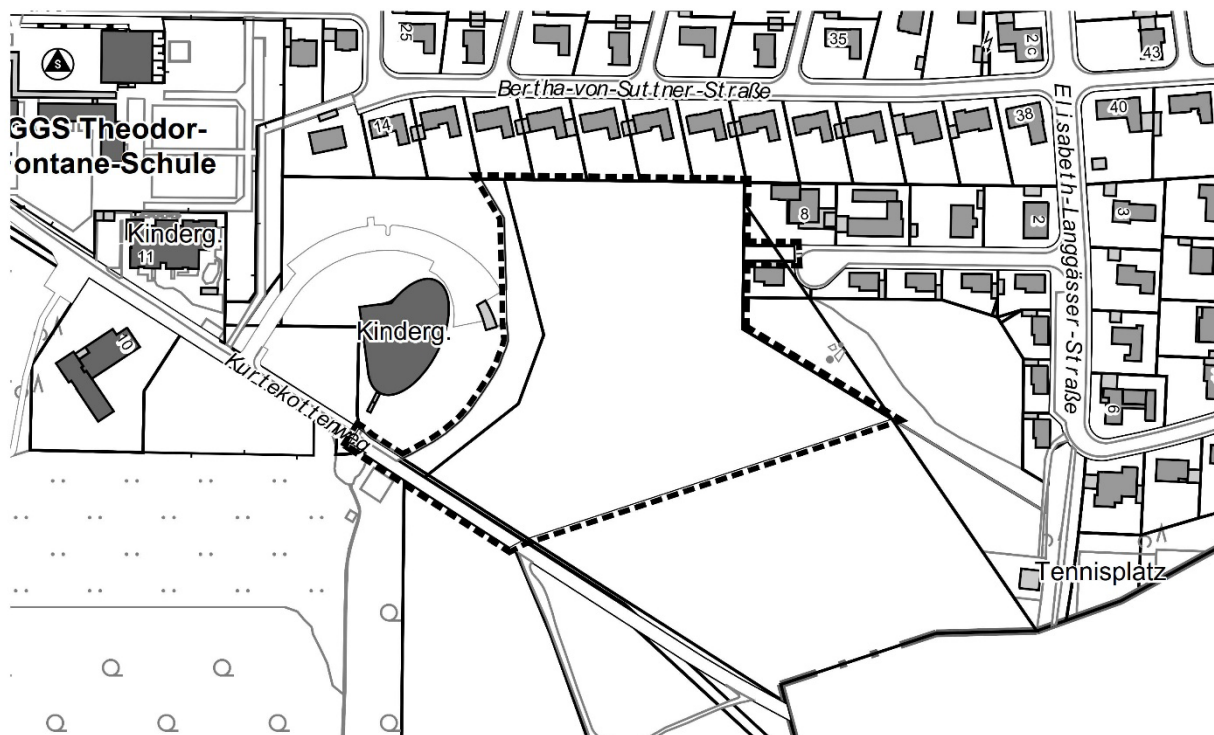 25
35
2c
43
S
Bertha-von-Suttner-Straße
GGS Theodor-
Fontane-Schule
14
38
40
Elisabeth-Langgässer-Straße
Kinderg.
11
8
2
3
10
Kinderg.
Kurtekottenweg
6
Tennisplatz